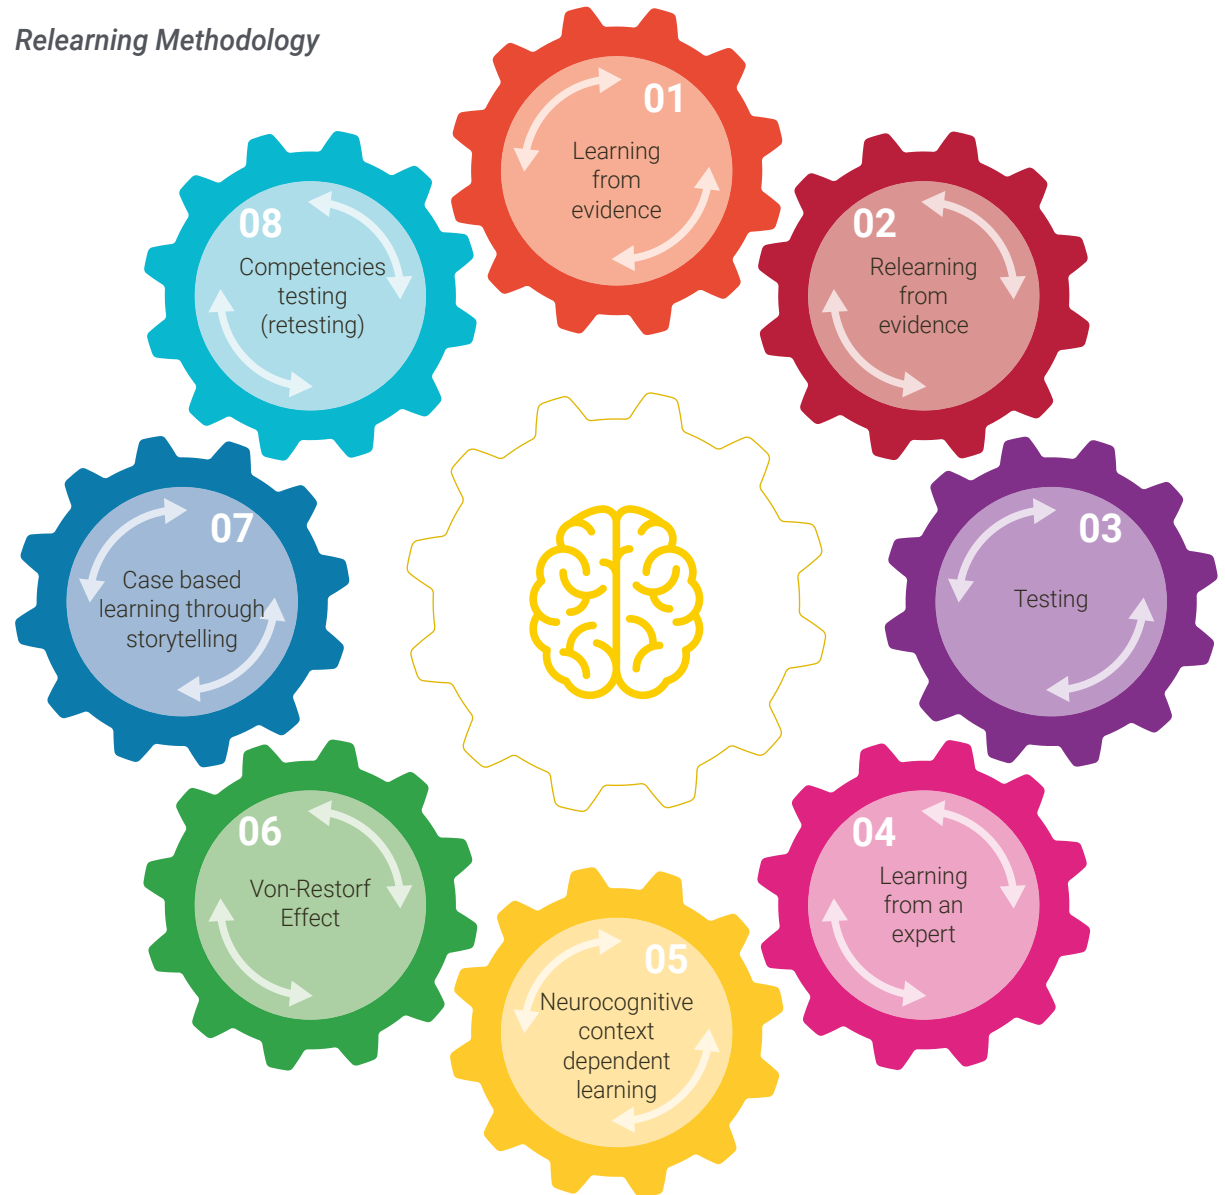 Relearning Methodology
01
Learning
from
evidence
02
Relearning
from
evidence
03
Testing
04
Learning
from an
expert
05
Neurocognitive
context
dependent
learning
06
Von-Restorf
Effect
07
Case based
learning through
storytelling
08
Competencies
testing
(retesting)